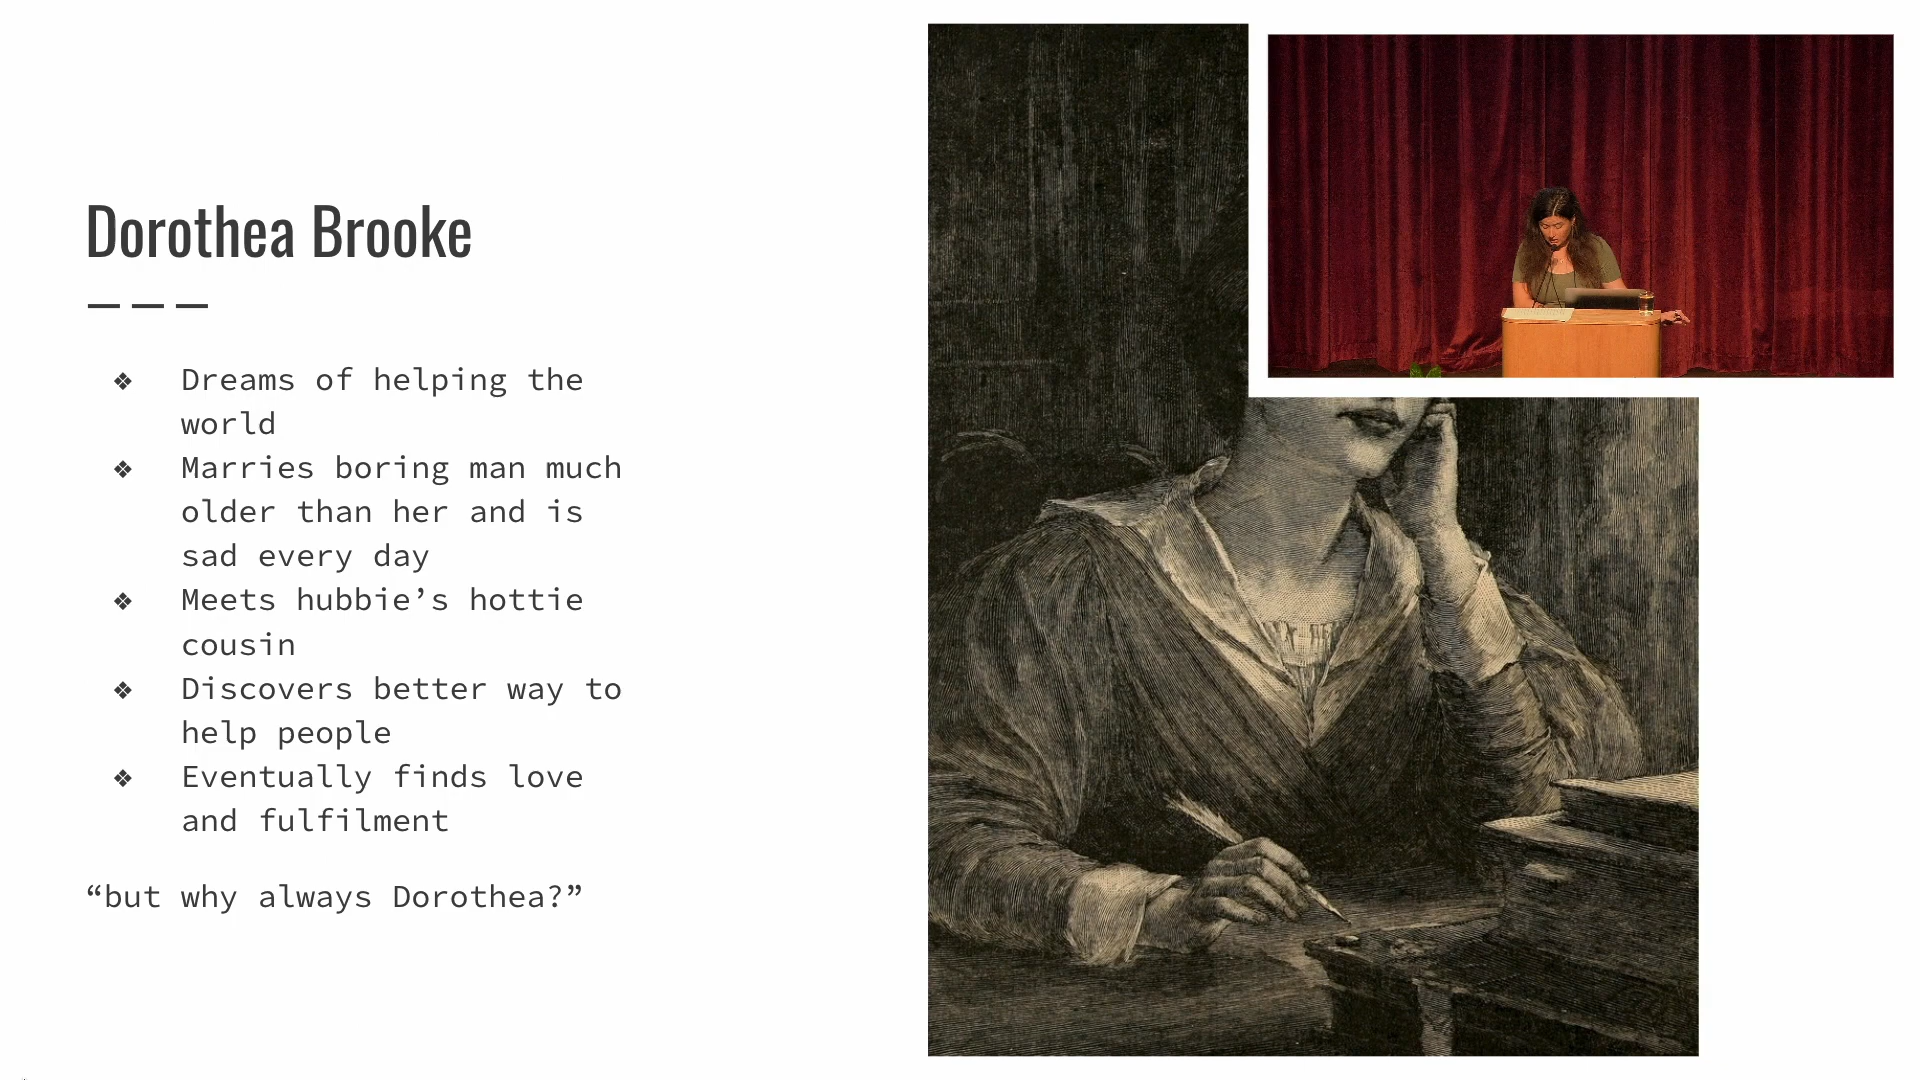 Dorothea Brooke
❖ Dreams of helping the
world
❖ Marries boring man much
older than her and is
sad every day
❖ Meets hubbie’s hottie
cousin
❖ Discovers better way to
help people
❖ Eventually finds love
and fulfilment
“but why always Dorothea?”